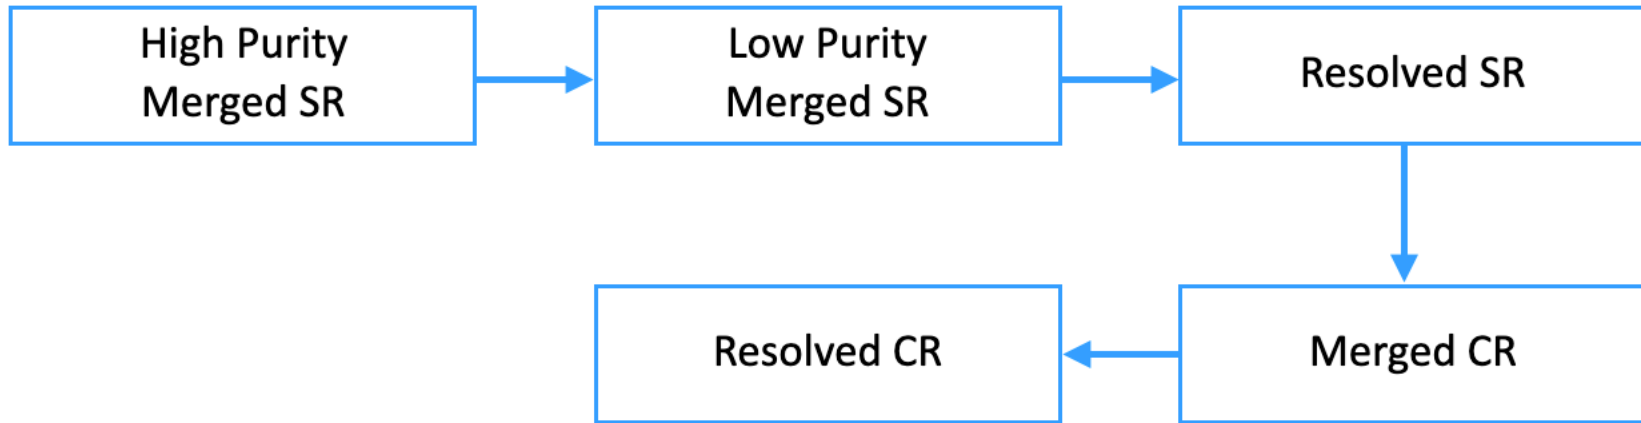 High Purity
Merged SR
Low Purity
Merged SR
Resolved SR
Resolved CR
Merged CR